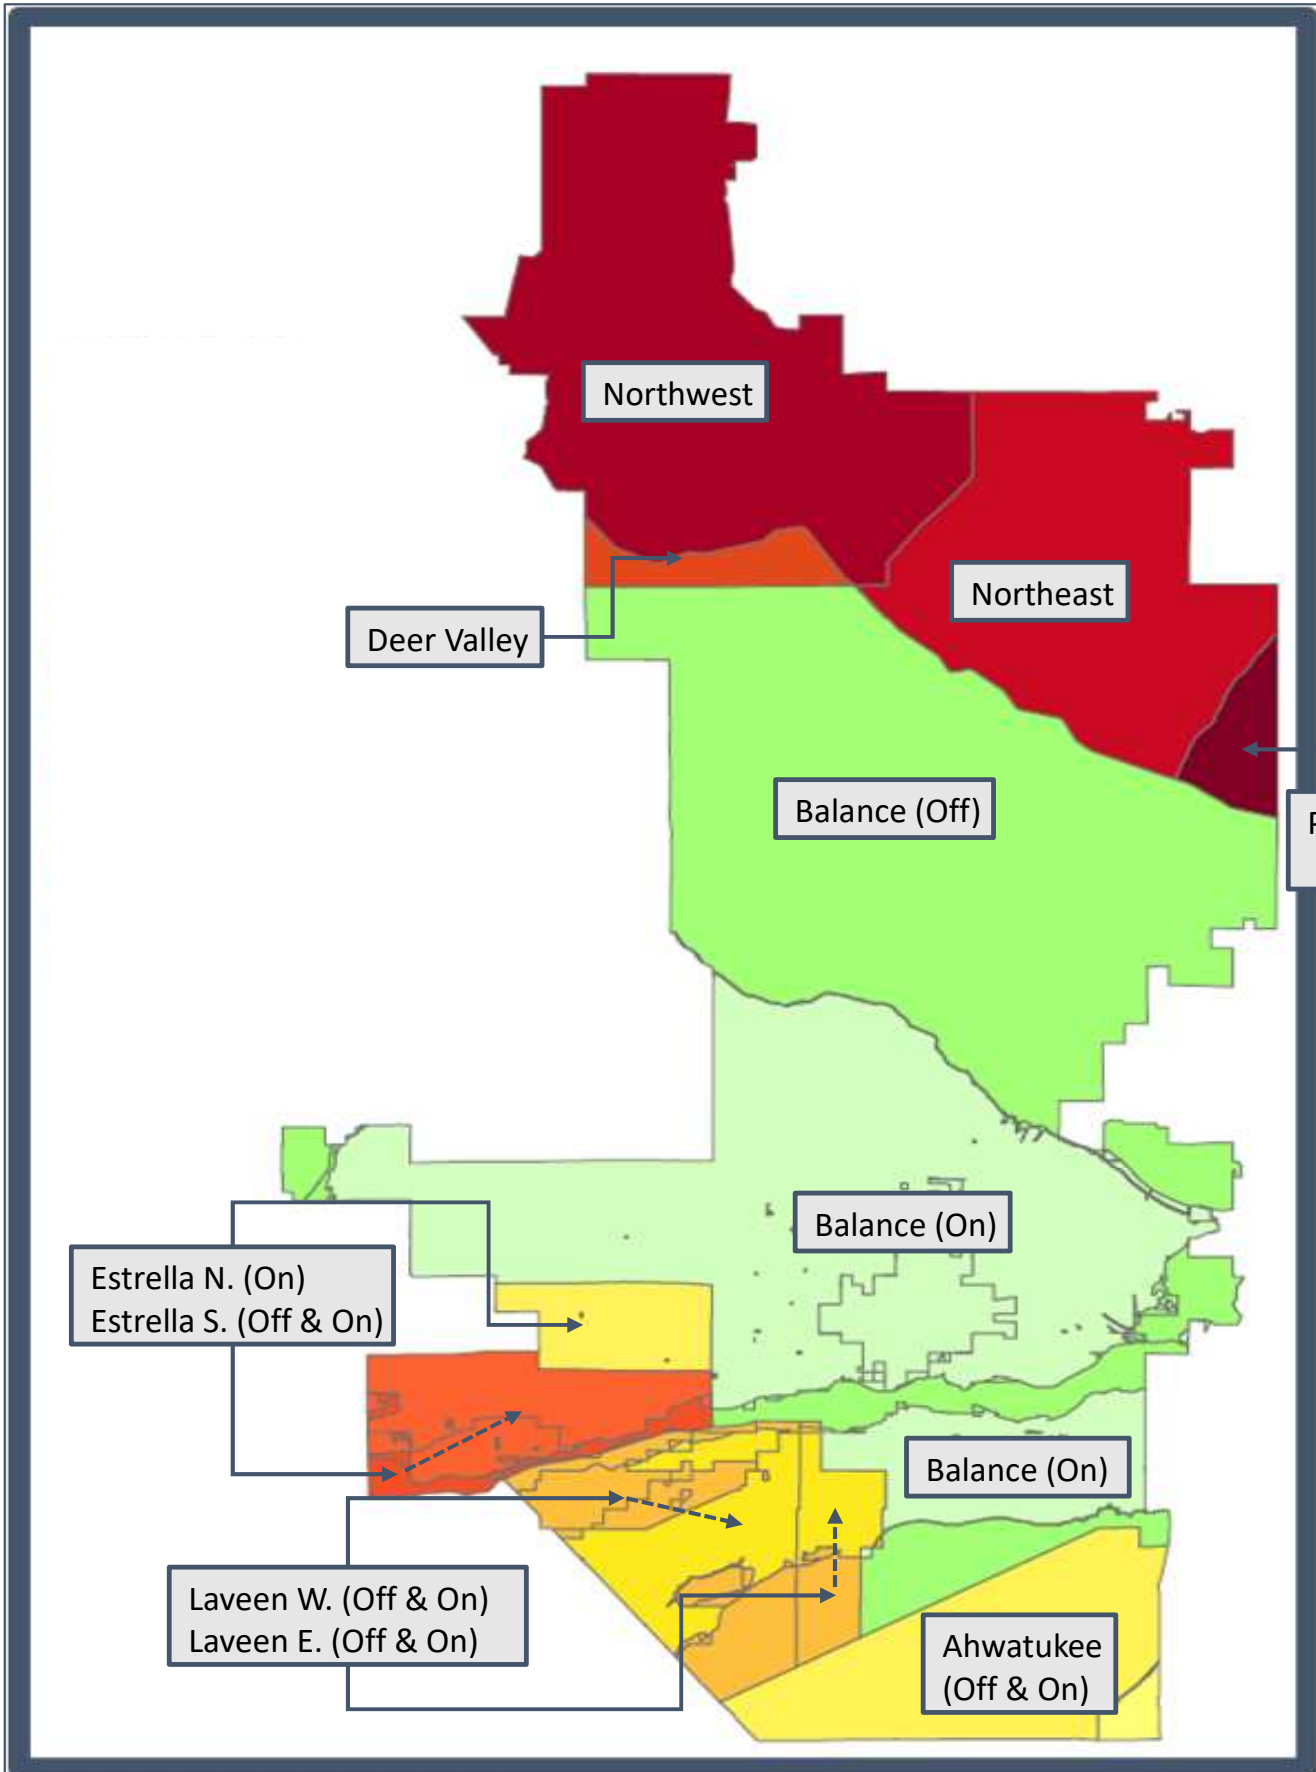 Northwest
Northeast
Deer Valley
Balance (Off)
Balance (On)
Estrella N. (On)
Estrella S. (Off & On)
Balance (On)
Laveen W. (Off & On)
Laveen E. (Off & On)
Ahwatukee
(Off & On)